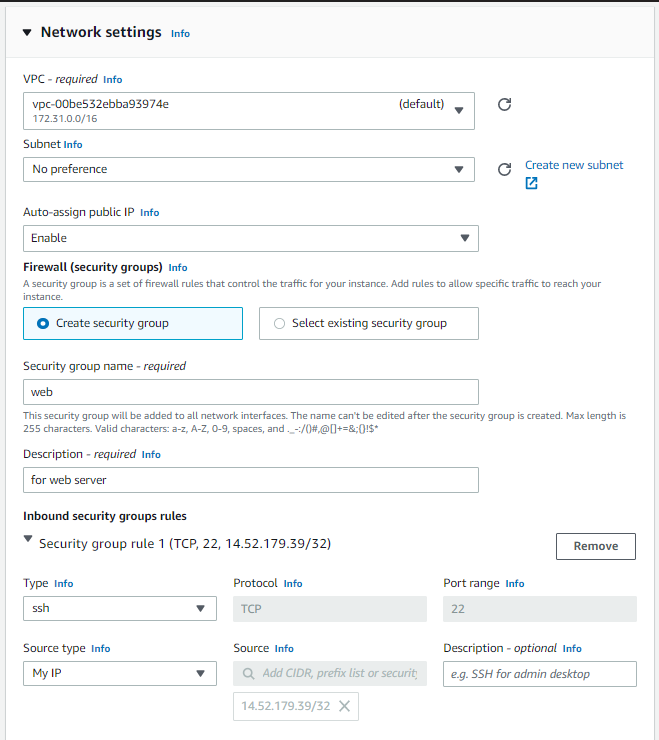 Network settings Info
VPC - required Info
vpc-00be532ebba93974e (default)
172.31.0.0/16
Subnet Info
No preference
Create new subnet
Auto-assign public IP Info
Enable
Firewall (security groups) Info
A security group is a set of firewall rules that control the traffic for your instance. Add rules to allow specific traffic to reach your
instance.
Create security group
Select existing security group
Security group name - required
web
This security group will be added to all network interfaces. The name can't be edited after the security group is created. Max length is
255 characters. Valid characters: a-z, A-Z, 0-9, spaces, and ._-:/()#,@[]+=&;{}!$*
Description - required Info
for web server
Inbound security groups rules
Security group rule 1 (TCP, 22, 14.52.179.39/32)
Remove
Type Info Protocol Info Port range Info
ssh TCP 22
Source type Info Source Info Description - optional Info
My IP Add CIDR, prefix list or security e.g. SSH for admin desktop
14.52.179.39/32